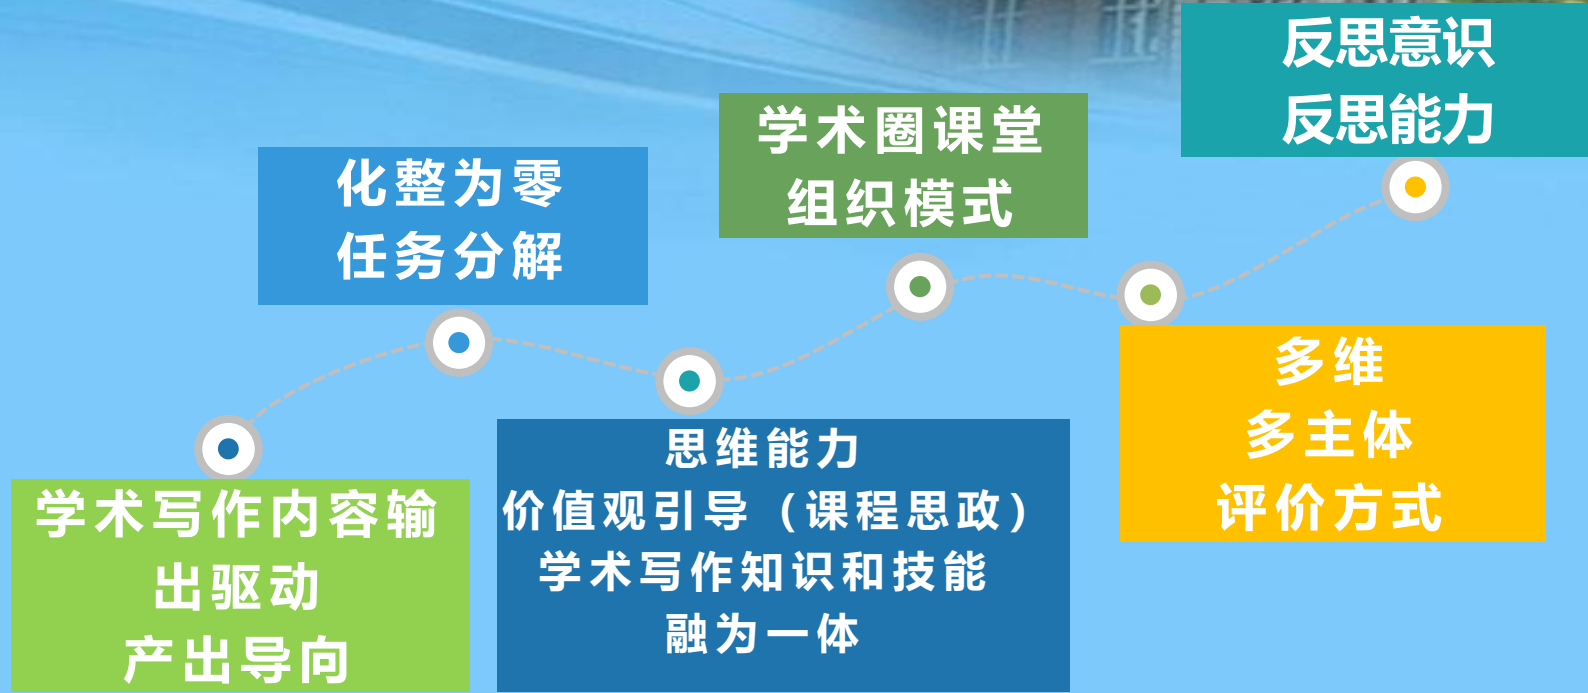 学术写作内容输
出驱动
产出导向
化整为零
任务分解
思维能力
价值观引导（课程思政）
学术写作知识和技能
融为一体
学术圈课堂
组织模式
多维
多主体
评价方式
反思意识
反思能力